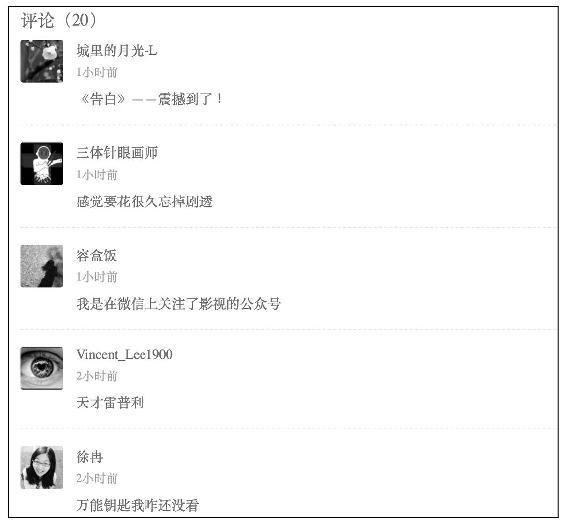 评论（20）
城里的月光-L
1小时前
《告白》——震撼到了！
三体针眼画师
1小时前
感觉要花很久忘掉剧透
容盒饭
1小时前
我是在微信上关注了影视的公众号
Vincent_Lee1900
2小时前
天才雷普利
徐冉
2小时前
万能钥匙我咋还没看